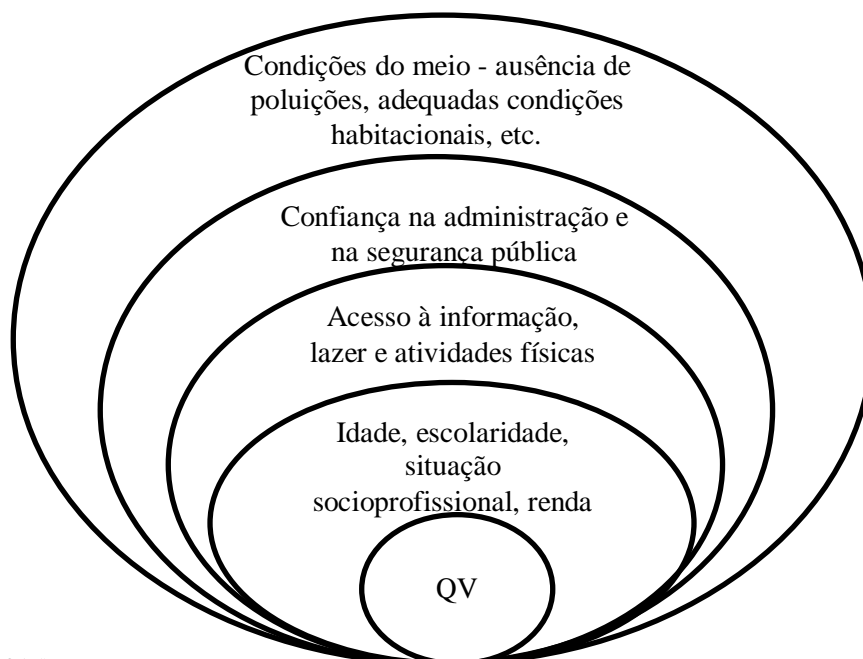 Condições do meio - ausência de
poluições, adequadas condições
habitacionais, etc.
Confiança na administração e
na segurança pública
Acesso à informação,
lazer e atividades físicas
Idade, escolaridade,
situação
socioprofissional, renda
QV